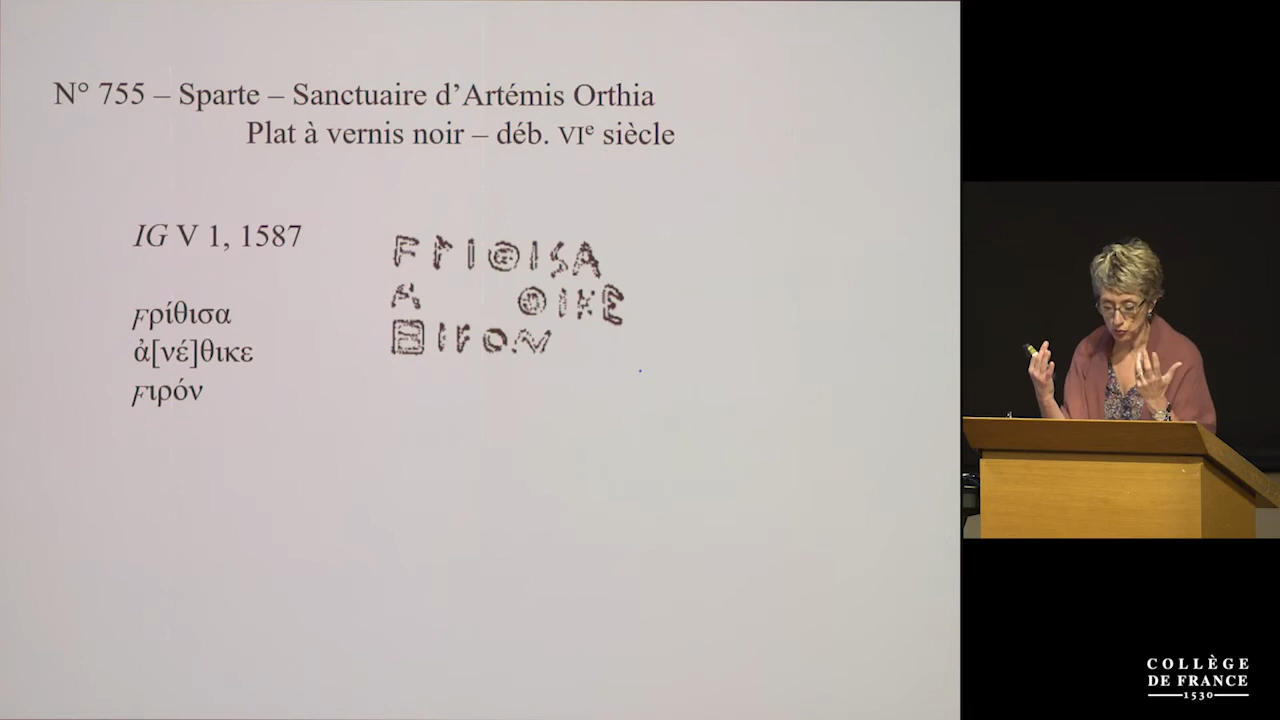 N° 755 – Sparte – Sanctuaire d’Artémis Orthia
Plat à vernis noir – déb. VIe siècle
IG V 1, 1587
ϝρίθισα
ἀ[νέ]θικε
ϝιρόν
COLLÈGE
DE FRANCE
1530